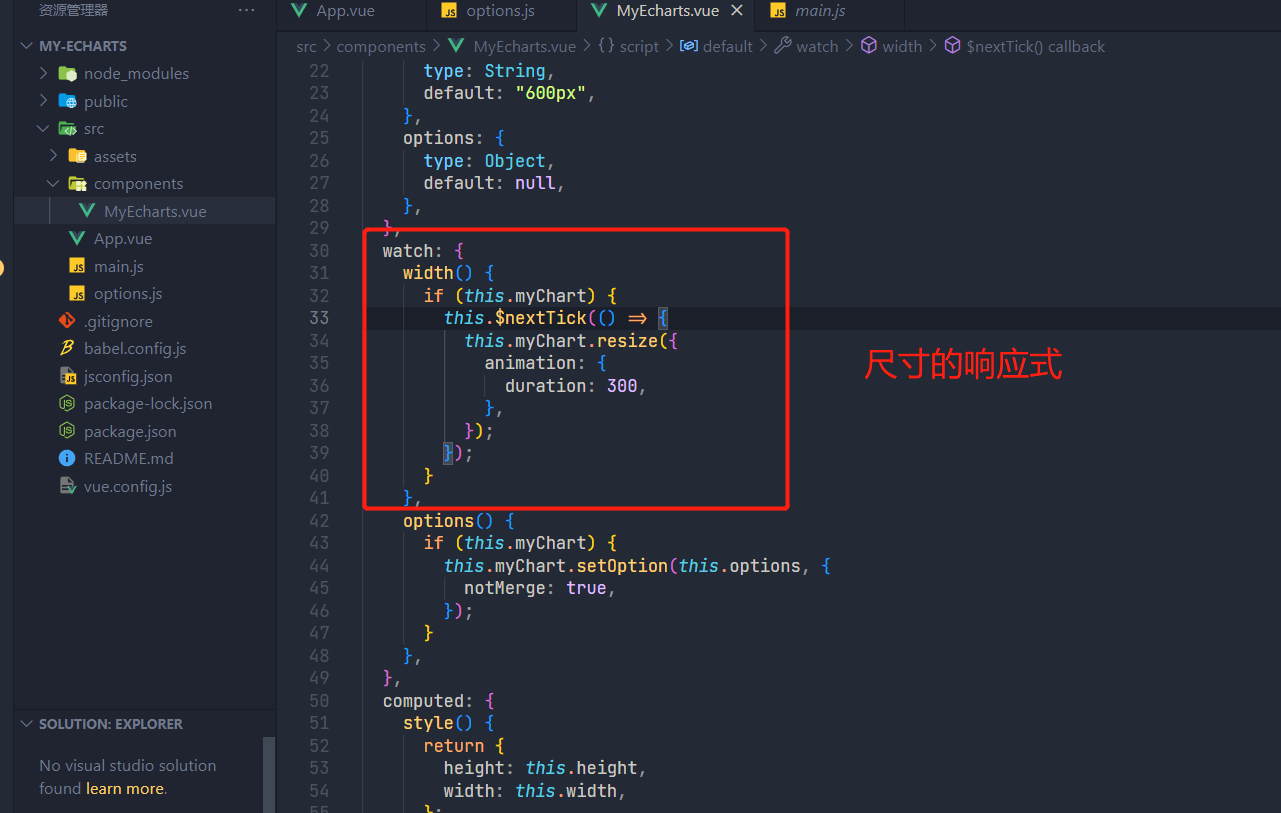 资源管理器 ···
App.vue
options.js
MyEcharts.vue
main.js
src > components > MyEcharts.vue > {} script > default > watch > width > $nextTick() callback
MY-ECHARTS
node_modules
public
src
assets
components
MyEcharts.vue
App.vue
main.js
options.js
.gitignore
babel.config.js
jsconfig.json
package-lock.json
package.json
README.md
vue.config.js
SOLUTION: EXPLORER
No visual studio solution
found learn more.
22 type: String,
23 default: "600px",
24 },
25 options: {
26 type: Object,
27 default: null,
28 },
29 },
30 watch: {
31 width() {
32 if (this.myChart) {
33 this.$nextTick(() => {
34 this.myChart.resize({
35 animation: {
36 duration: 300,
37 },
38 });
39 });
40 }
41 },
42 options() {
43 if (this.myChart) {
44 this.myChart.setOption(this.options, {
45 notMerge: true,
46 });
47 }
48 },
49 },
50 computed: {
51 style() {
52 return {
53 height: this.height,
54 width: this.width,
55 };
尺寸的响应式